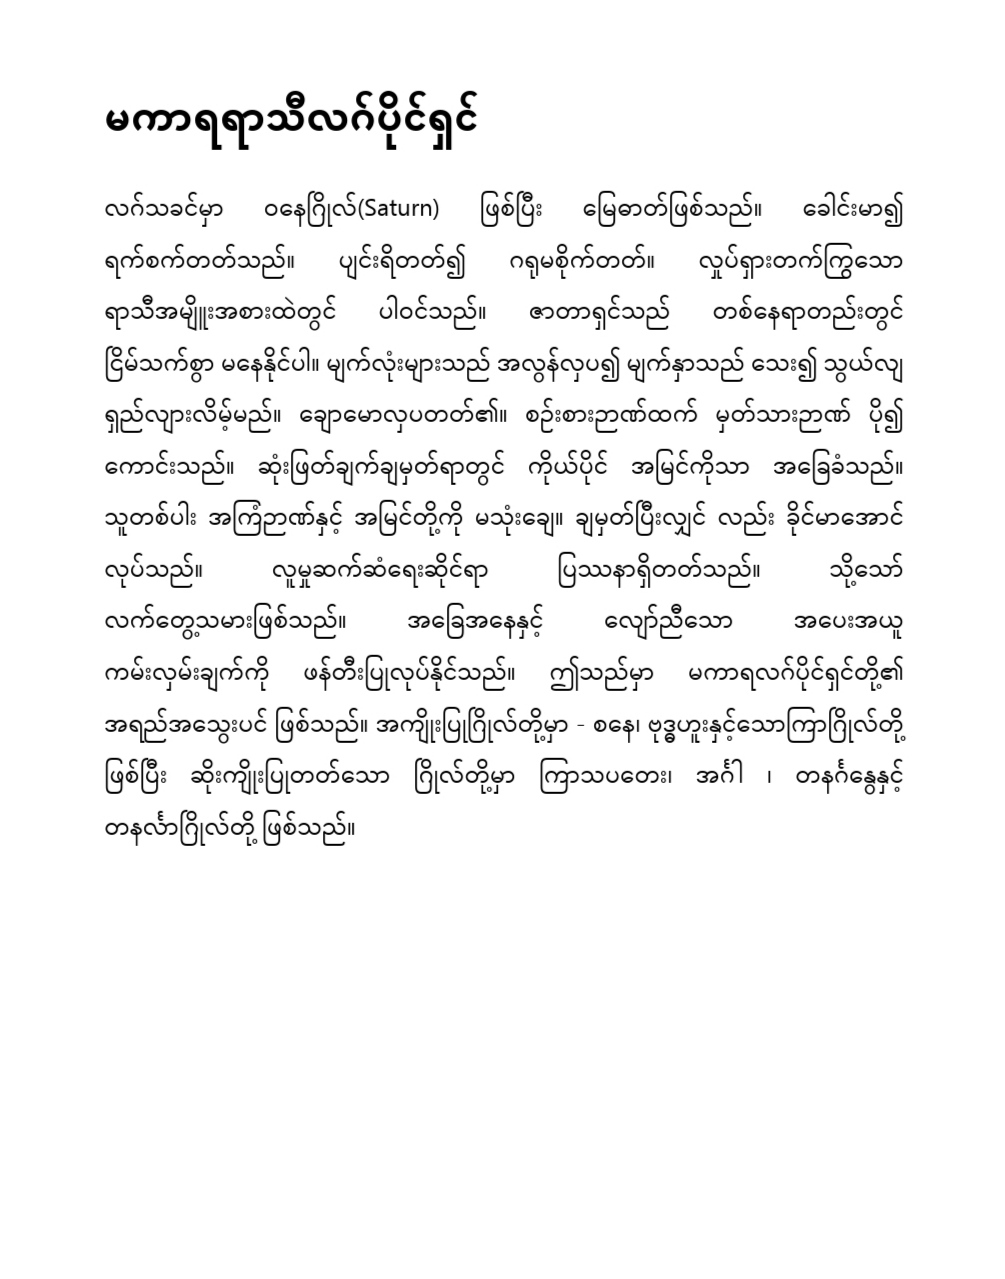 မကာရရာသီလဂ်ပိုင်ရှင်
လဂ်သခင်မှာ ဝနေဂြိုလ်(Saturn) ဖြစ်ပြီး မြေဓာတ်ဖြစ်သည်။ ခေါင်းမာ၍
ရက်စက်တတ်သည်။ ပျင်းရိတတ်၍ ဂရုမစိုက်တတ်။ လှုပ်ရှားတက်ကြွသော
ရာသီအမျိူးအစားထဲတွင် ပါဝင်သည်။ ဇာတာရှင်သည် တစ်နေရာတည်းတွင်
ငြိမ်သက်စွာ မနေနိုင်ပါ။ မျက်လုံးများသည် အလွန်လှပ၍ မျက်နှာသည် သေး၍ သွယ်လျ
ရှည်လျားလိမ့်မည်။ ချောမောလှပတတ်၏။ စဉ်းစားဉာဏ်ထက် မှတ်သားဉာဏ် ပို၍
ကောင်းသည်။ ဆုံးဖြတ်ချက်ချမှတ်ရာတွင် ကိုယ်ပိုင် အမြင်ကိုသာ အခြေခံသည်။
သူတစ်ပါး အကြံဉာဏ်နှင့် အမြင်တို့ကို မသုံးချေ။ ချမှတ်ပြီးလျှင် လည်း ခိုင်မာအောင်
လုပ်သည်။ လူမှုဆက်ဆံရေးဆိုင်ရာ ပြဿနာရှိတတ်သည်။ သို့သော်
လက်တွေ့သမားဖြစ်သည်။ အခြေအနေနှင့် လျော်ညီသော အပေးအယူ
ကမ်းလှမ်းချက်ကို ဖန်တီးပြုလုပ်နိုင်သည်။ ဤသည်မှာ မကာရလဂ်ပိုင်ရှင်တို့၏
အရည်အသွေးပင် ဖြစ်သည်။ အကျိုးပြုဂြိုလ်တို့မှာ - စနေ၊ ဗုဒ္ဓဟူးနှင့်သောကြာဂြိုလ်တို့
ဖြစ်ပြီး ဆိုးကျိုးပြုတတ်သော ဂြိုလ်တို့မှာ ကြာသပတေး၊ အင်္ဂါ ၊ တနင်္ဂနွေနှင့်
တနင်္လာဂြိုလ်တို့ ဖြစ်သည်။